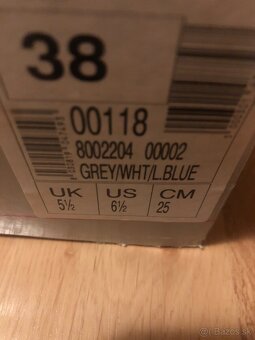 38
00118
8002204 00002
GREY/WHT/L.BLUE
UK US CM
5½ 6½ 25